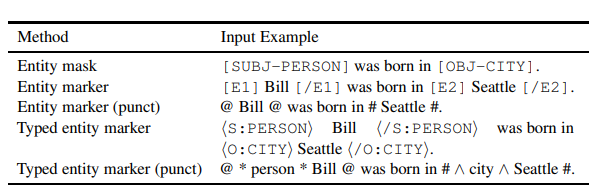 Method Input Example
Entity mask [SUBJ-PERSON] was born in [OBJ-CITY].
Entity marker [E1] Bill [/E1] was born in [E2] Seattle [/E2].
Entity marker (punct) @ Bill @ was born in # Seattle #.
Typed entity marker ⟨S:PERSON⟩ Bill ⟨/S:PERSON⟩ was born in
⟨O:CITY⟩ Seattle ⟨/O:CITY⟩.
Typed entity marker (punct) @ * person * Bill @ was born in # ∧ city ∧ Seattle #.